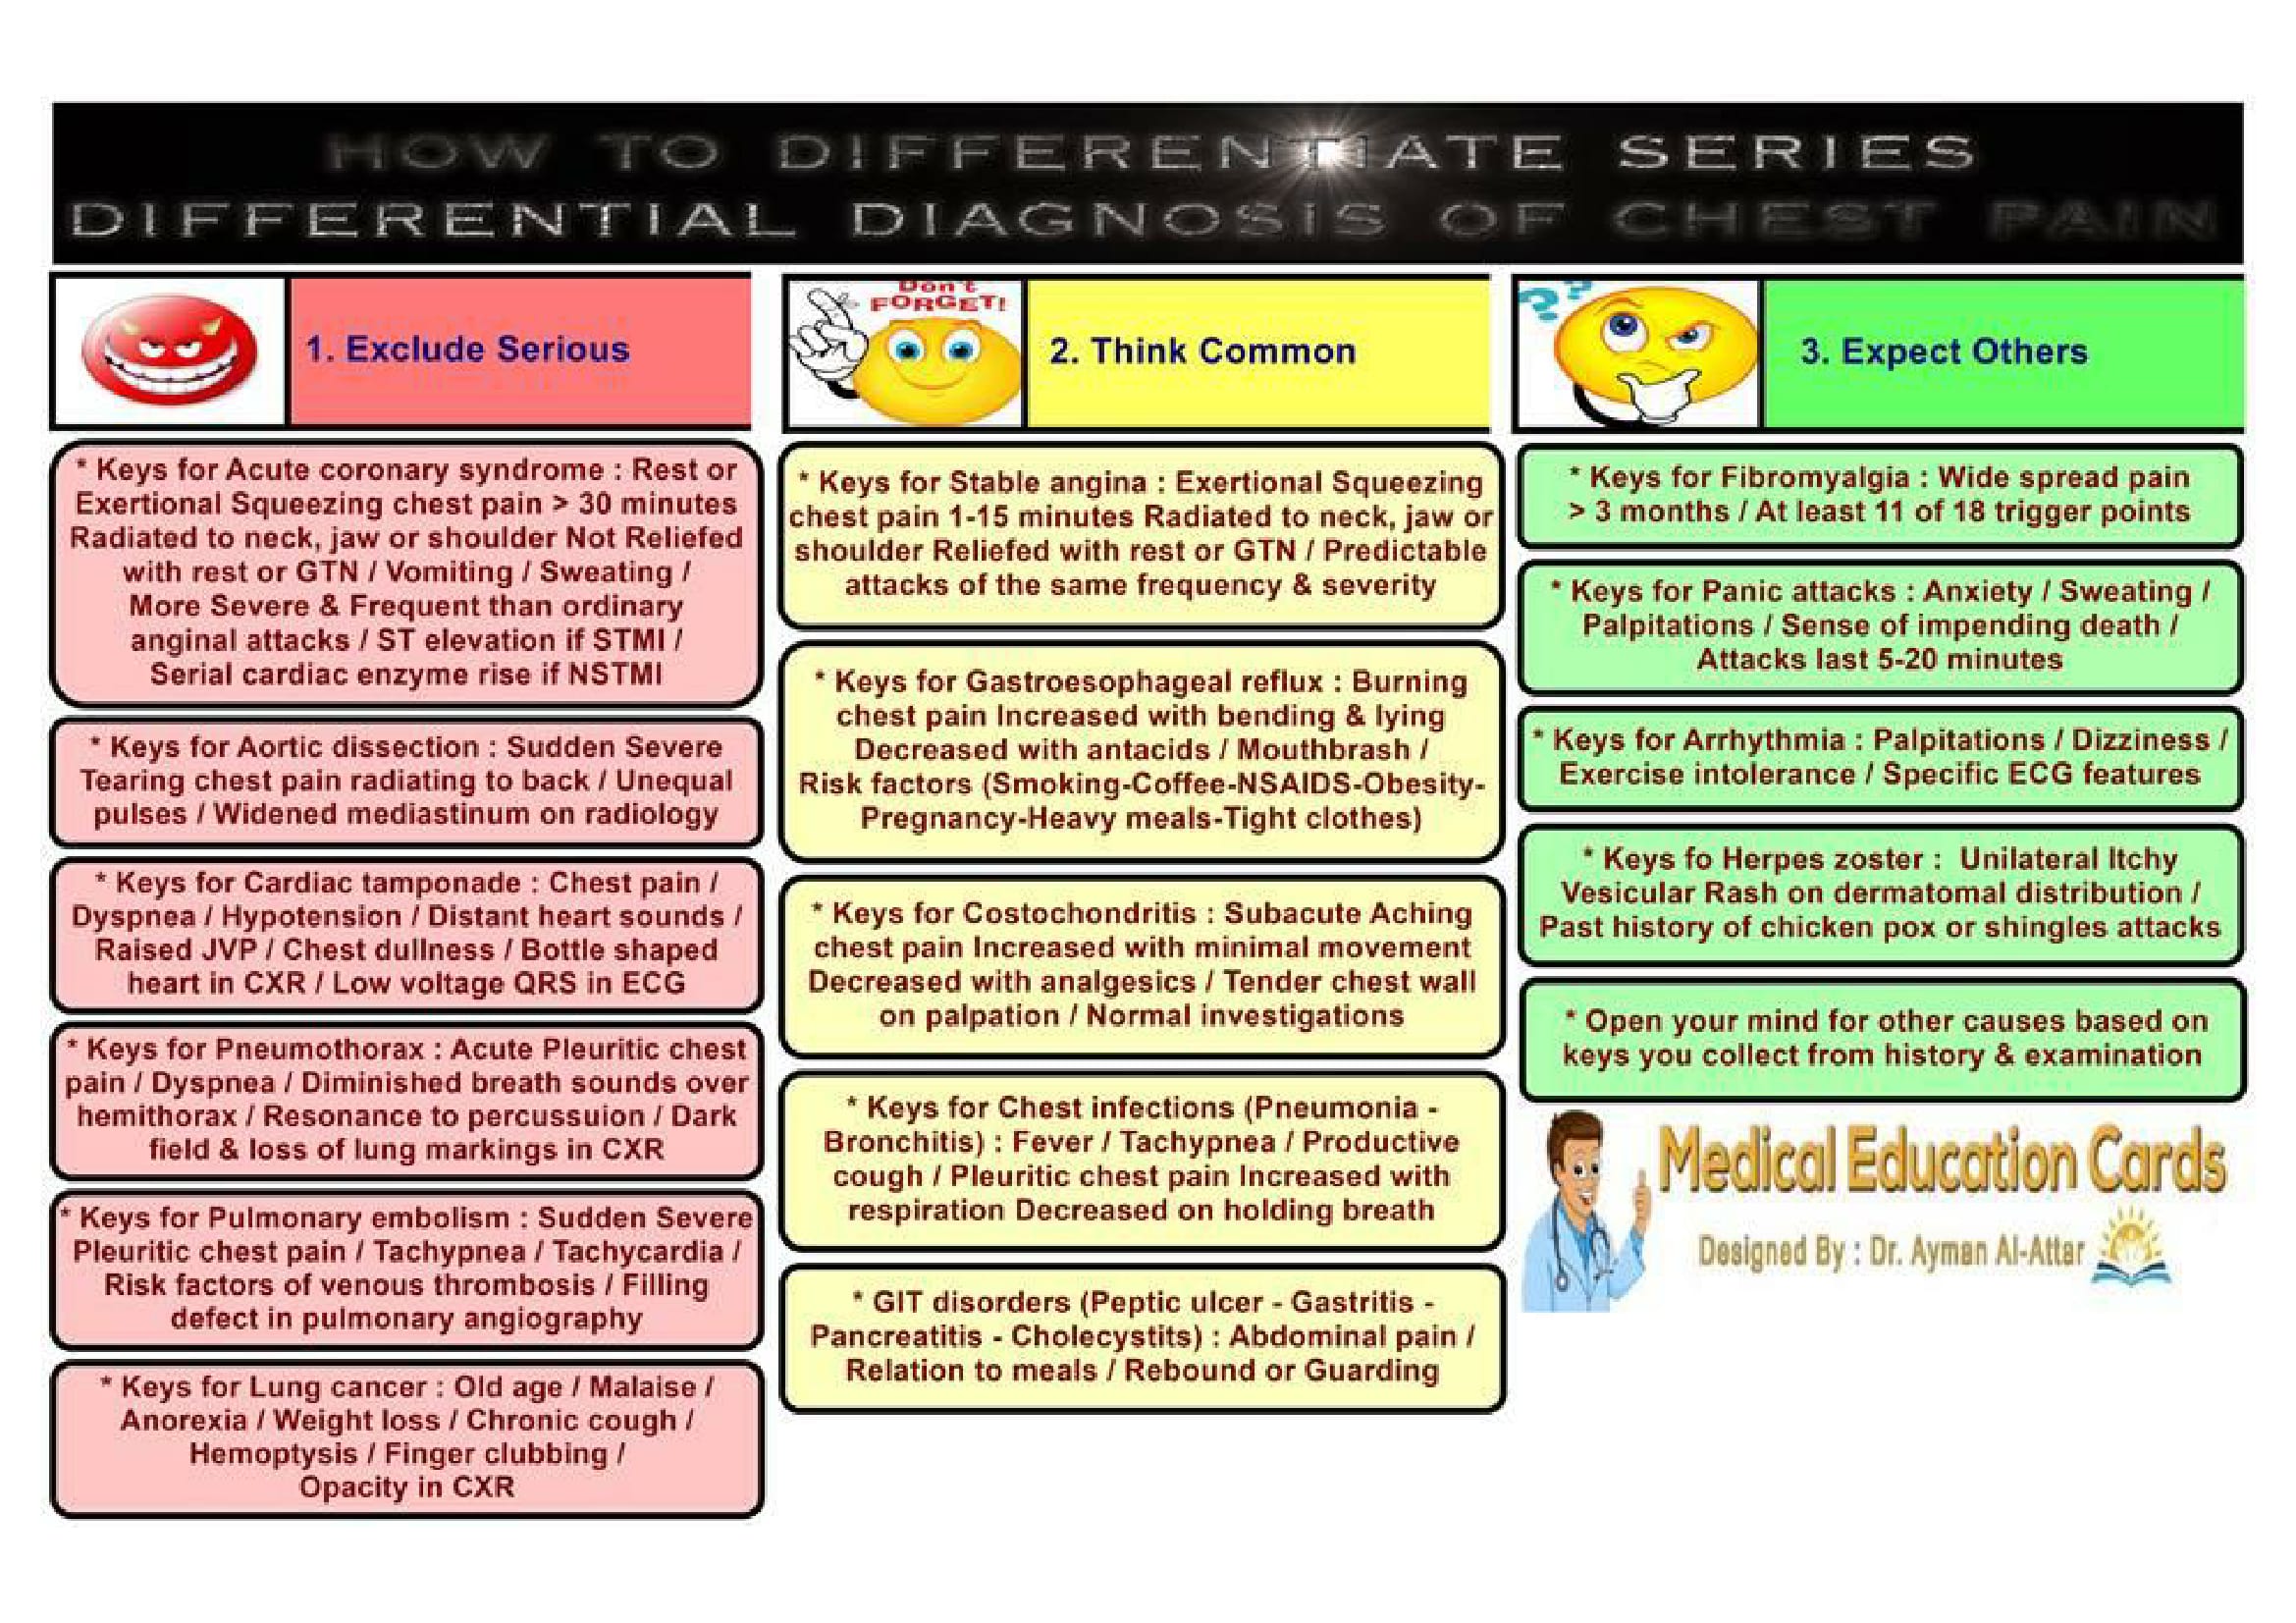 HOW TO DIFFERENTIATE SERIES
DIFFERENTIAL DIAGNOSIS OF CHEST PAIN
1. Exclude Serious
* Keys for Acute coronary syndrome : Rest or
Exertional Squeezing chest pain > 30 minutes
Radiated to neck, jaw or shoulder Not Reliefed
with rest or GTN / Vomiting / Sweating /
More Severe & Frequent than ordinary
anginal attacks / ST elevation if STMI /
Serial cardiac enzyme rise if NSTMI
* Keys for Aortic dissection : Sudden Severe
Tearing chest pain radiating to back / Unequal
pulses / Widened mediastinum on radiology
* Keys for Cardiac tamponade : Chest pain /
Dyspnea / Hypotension / Distant heart sounds /
Raised JVP / Chest dullness / Bottle shaped
heart in CXR / Low voltage QRS in ECG
* Keys for Pneumothorax : Acute Pleuritic chest
pain / Dyspnea / Diminished breath sounds over
hemithorax / Resonance to percussuion / Dark
field & loss of lung markings in CXR
* Keys for Pulmonary embolism : Sudden Severe
Pleuritic chest pain / Tachypnea / Tachycardia /
Risk factors of venous thrombosis / Filling
defect in pulmonary angiography
* Keys for Lung cancer : Old age / Malaise /
Anorexia / Weight loss / Chronic cough /
Hemoptysis / Finger clubbing /
Opacity in CXR
Don't
FORGET!
2. Think Common
* Keys for Stable angina : Exertional Squeezing
chest pain 1-15 minutes Radiated to neck, jaw or
shoulder Reliefed with rest or GTN / Predictable
attacks of the same frequency & severity
* Keys for Gastroesophageal reflux : Burning
chest pain Increased with bending & lying
Decreased with antacids / Mouthbrash /
Risk factors (Smoking-Coffee-NSAIDS-Obesity-
Pregnancy-Heavy meals-Tight clothes)
* Keys for Costochondritis : Subacute Aching
chest pain Increased with minimal movement
Decreased with analgesics / Tender chest wall
on palpation / Normal investigations
* Keys for Chest infections (Pneumonia -
Bronchitis) : Fever / Tachypnea / Productive
cough / Pleuritic chest pain Increased with
respiration Decreased on holding breath
* GIT disorders (Peptic ulcer - Gastritis -
Pancreatitis - Cholecystits) : Abdominal pain /
Relation to meals / Rebound or Guarding
??
3. Expect Others
* Keys for Fibromyalgia : Wide spread pain
> 3 months / At least 11 of 18 trigger points
* Keys for Panic attacks : Anxiety / Sweating /
Palpitations / Sense of impending death /
Attacks last 5-20 minutes
* Keys for Arrhythmia : Palpitations / Dizziness /
Exercise intolerance / Specific ECG features
* Keys fo Herpes zoster : Unilateral Itchy
Vesicular Rash on dermatomal distribution /
Past history of chicken pox or shingles attacks
* Open your mind for other causes based on
keys you collect from history & examination
Medical Education Cards
Designed By : Dr. Ayman Al-Attar